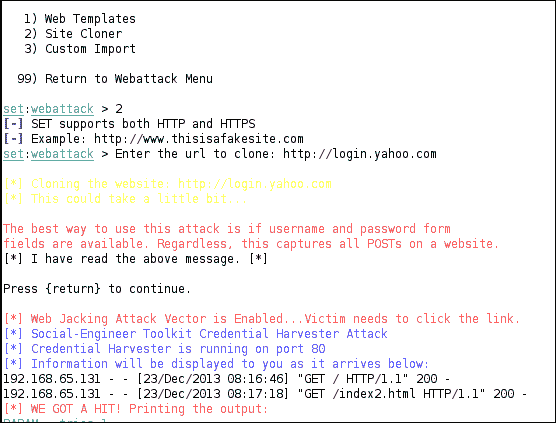 1) Web Templates
2) Site Cloner
3) Custom Import
99) Return to Webattack Menu
set:webattack > 2
[-] SET supports both HTTP and HTTPS
[-] Example: http://www.thisisafakesite.com
set:webattack > Enter the url to clone: http://login.yahoo.com
[*] Cloning the website: http://login.yahoo.com
[*] This could take a little bit...
The best way to use this attack is if username and password form
fields are available. Regardless, this captures all POSTs on a website.
[*] I have read the above message. [*]
Press {return} to continue.
[*] Web Jacking Attack Vector is Enabled...Victim needs to click the link.
[*] Social-Engineer Toolkit Credential Harvester Attack
[*] Credential Harvester is running on port 80
[*] Information will be displayed to you as it arrives below:
192.168.65.131 - - [23/Dec/2013 08:16:46] "GET / HTTP/1.1" 200 -
192.168.65.131 - - [23/Dec/2013 08:17:18] "GET /index2.html HTTP/1.1" 200 -
[*] WE GOT A HIT! Printing the output: